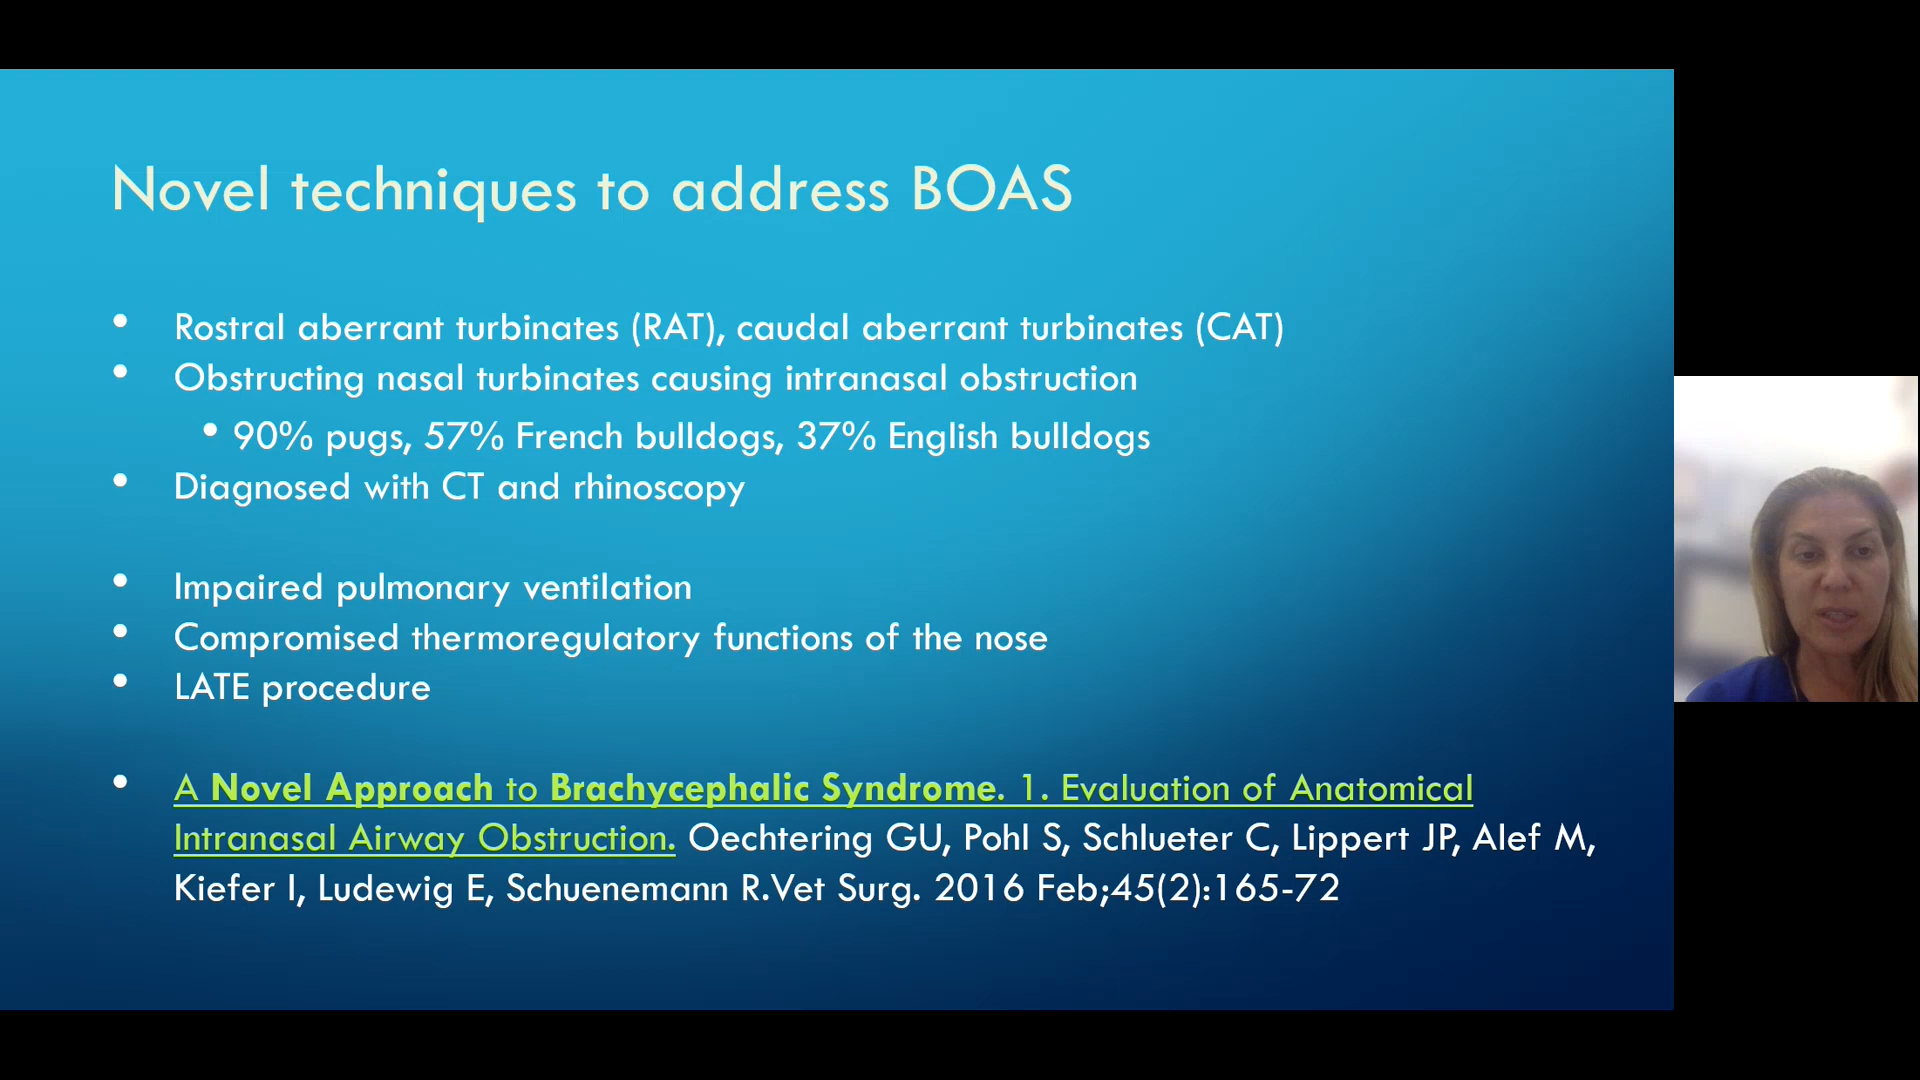 Novel techniques to address BOAS
• Rostral aberrant turbinates (RAT), caudal aberrant turbinates (CAT)
• Obstructing nasal turbinates causing intranasal obstruction
• 90% pugs, 57% French bulldogs, 37% English bulldogs
• Diagnosed with CT and rhinoscopy
• Impaired pulmonary ventilation
• Compromised thermoregulatory functions of the nose
• LATE procedure
• A Novel Approach to Brachycephalic Syndrome. 1. Evaluation of Anatomical
Intranasal Airway Obstruction. Oechtering GU, Pohl S, Schlueter C, Lippert JP, Alef M,
Kiefer I, Ludewig E, Schuenemann R.Vet Surg. 2016 Feb;45(2):165-72